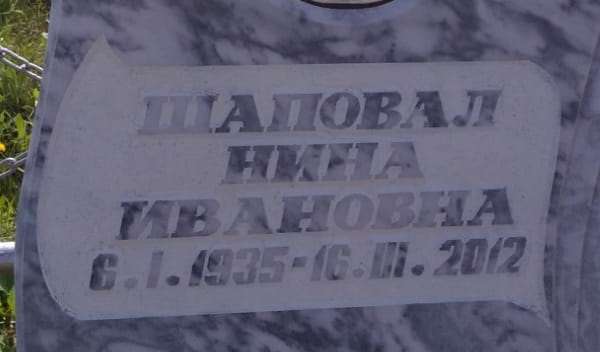 ШАПОВАЛ
НИНА
ИВАНОВНА
6.I.1935-16.III.2012